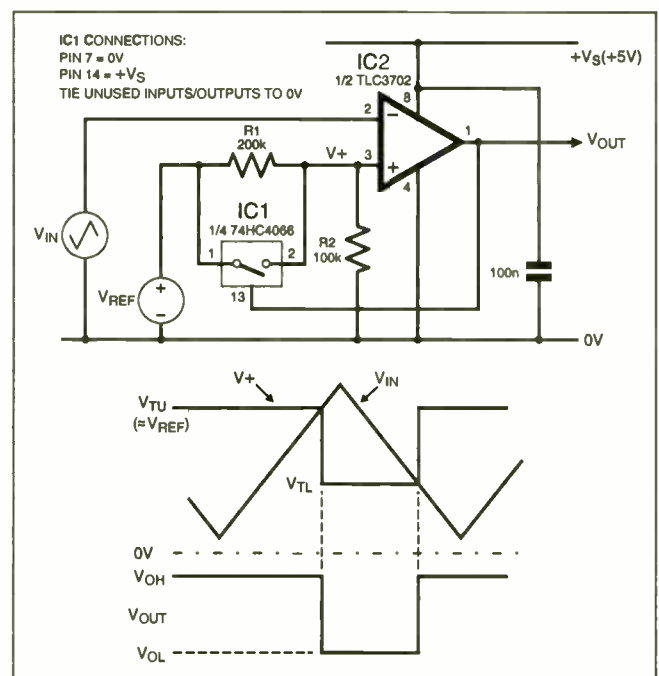 IC1 CONNECTIONS:
PIN 7 = 0V
PIN 14 = +VS
TIE UNUSED INPUTS/OUTPUTS TO 0V
IC2
1/2 TLC3702
+VS(+5V)
8
2
−
1
VOUT
R1
200k
V+
3
+
4
IC1
1/4 74HC4066
1
2
13
R2
100k
100n
VIN
VREF
+
−
0V
V+
VIN
VTU
(≈VREF)
VTL
0V
VOH
VOUT
VOL